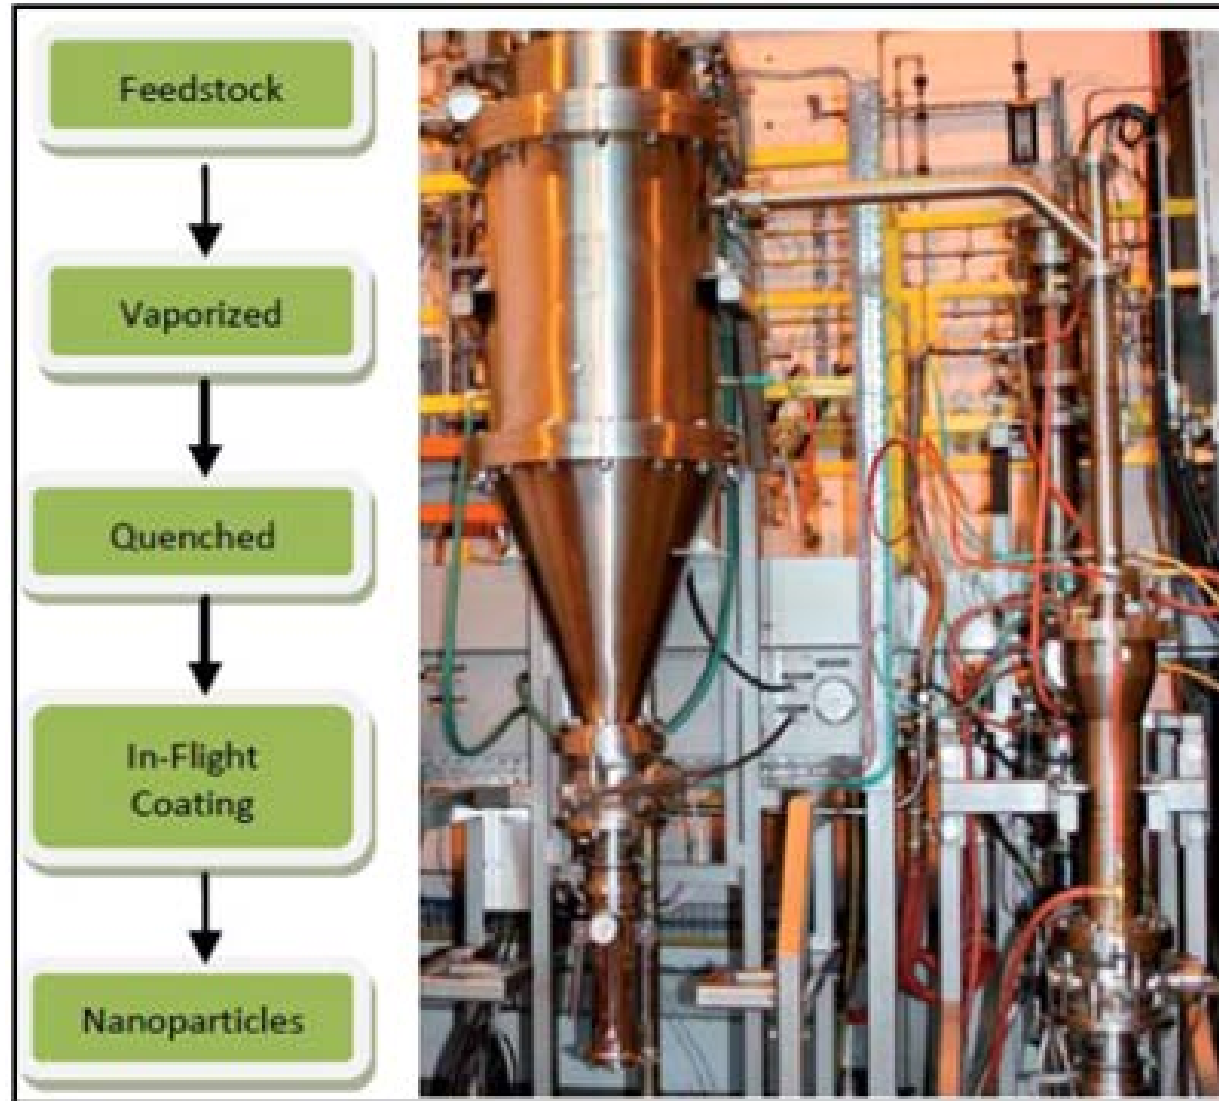 Feedstock
Vaporized
Quenched
In-Flight
Coating
Nanoparticles